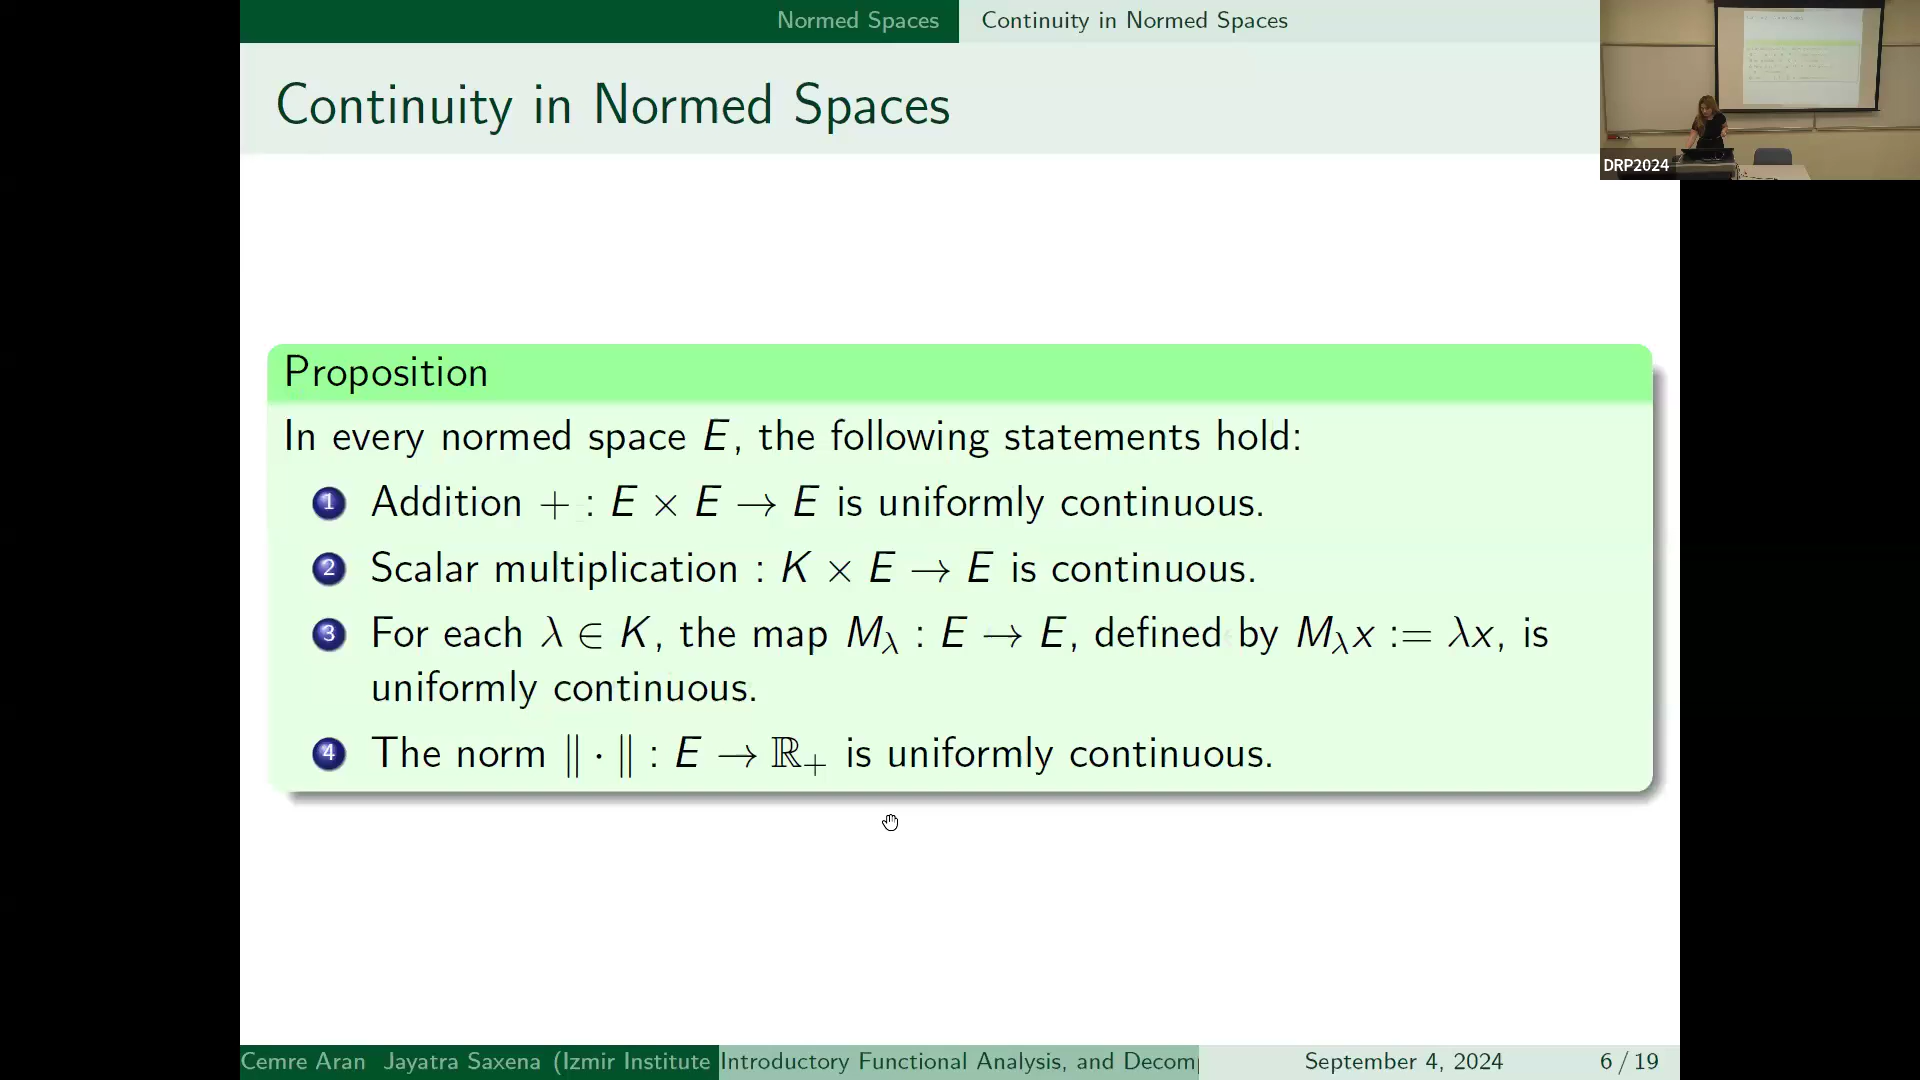 Normed Spaces Continuity in Normed Spaces
Continuity in Normed Spaces
DRP2024
Proposition
In every normed space E, the following statements hold:
1 Addition + : E × E → E is uniformly continuous.
2 Scalar multiplication : K × E → E is continuous.
3 For each λ ∈ K, the map M_λ : E → E, defined by M_λx := λx, is
uniformly continuous.
4 The norm ‖ · ‖ : E → ℝ₊ is uniformly continuous.
Cemre Aran Jayatra Saxena (Izmir Institute Introductory Functional Analysis, and Decom September 4, 2024 6 / 19